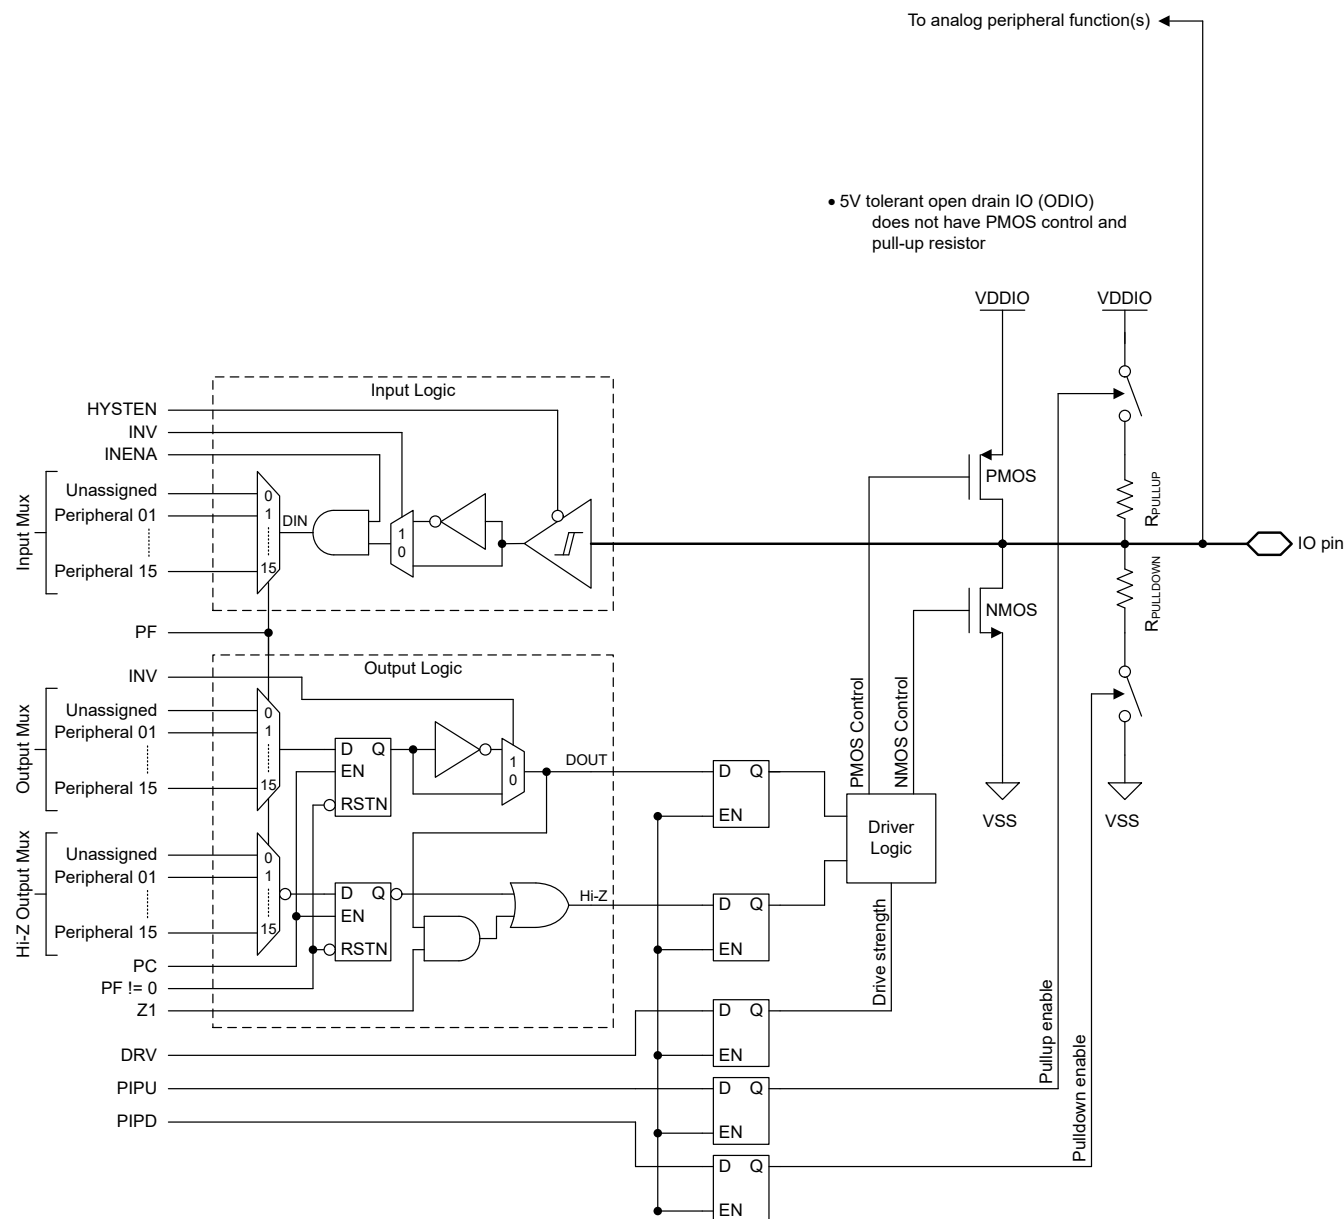 To analog peripheral function(s)
• 5V tolerant open drain IO (ODIO)
does not have PMOS control and
pull-up resistor
VDDIO
VDDIO
Input Logic
HYSTEN
INV
INENA
Input Mux
Unassigned
Peripheral 01
Peripheral 15
0
1
15
DIN
1
0
PMOS
RPULLUP
IO pin
RPULLDOWN
NMOS
PF
Output Logic
INV
Output Mux
Unassigned
Peripheral 01
Peripheral 15
0
1
15
D Q
EN
RSTN
1
0
DOUT
D Q
EN
PMOS Control
NMOS Control
Driver
Logic
VSS
VSS
Hi-Z Output Mux
Unassigned
Peripheral 01
Peripheral 15
0
1
15
D Q
EN
RSTN
Hi-Z
D Q
EN
Drive strength
PC
PF != 0
Z1
DRV
D Q
EN
Pullup enable
Pulldown enable
PIPU
D Q
EN
PIPD
D Q
EN